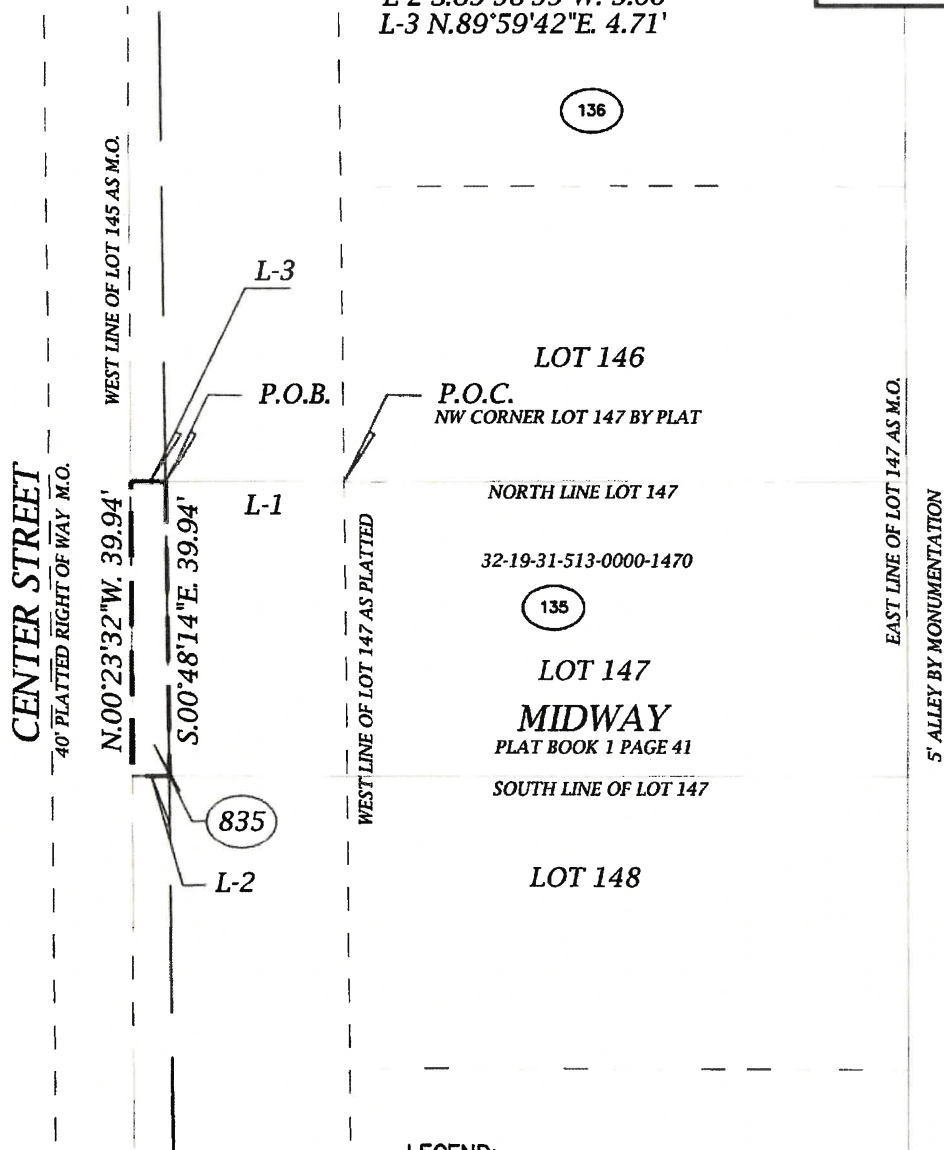 L-3 N.89°59'42"E. 4.71'
136
WEST LINE OF LOT 145 AS M.O.
L-3
LOT 146
P.O.B.
P.O.C.
NW CORNER LOT 147 BY PLAT
NORTH LINE LOT 147
L-1
CENTER STREET
40' PLATTED RIGHT OF WAY M.O.
N.00°23'32"W. 39.94'
S.00°48'14"E. 39.94'
WEST LINE OF LOT 147 AS PLATTED
32-19-31-513-0000-1470
135
LOT 147
MIDWAY
PLAT BOOK 1 PAGE 41
SOUTH LINE OF LOT 147
EAST LINE OF LOT 147 AS M.O.
5' ALLEY BY MONUMENTATION
835
L-2
LOT 148
LEGEND: